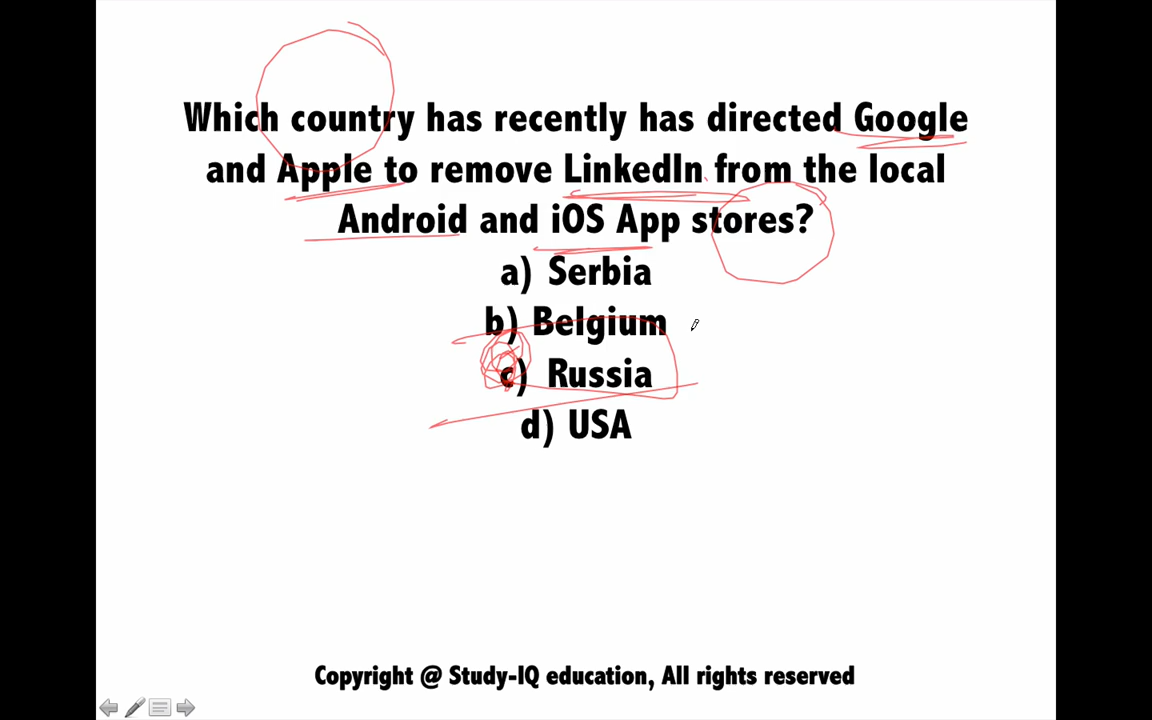 Which country has recently has directed Google
and Apple to remove LinkedIn from the local
Android and iOS App stores?
a) Serbia
b) Belgium
c) Russia
d) USA
Copyright @ Study-IQ education, All rights reserved